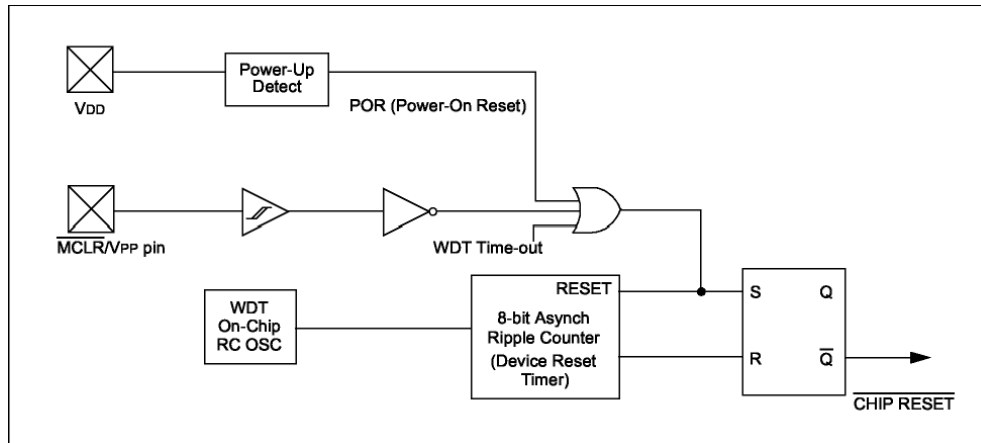 Power-Up
Detect
VDD
POR (Power-On Reset)
MCLR/VPP pin
WDT Time-out
WDT
On-Chip
RC OSC
RESET
8-bit Asynch
Ripple Counter
(Device Reset
Timer)
S Q
R Q̅
CHIP RESET